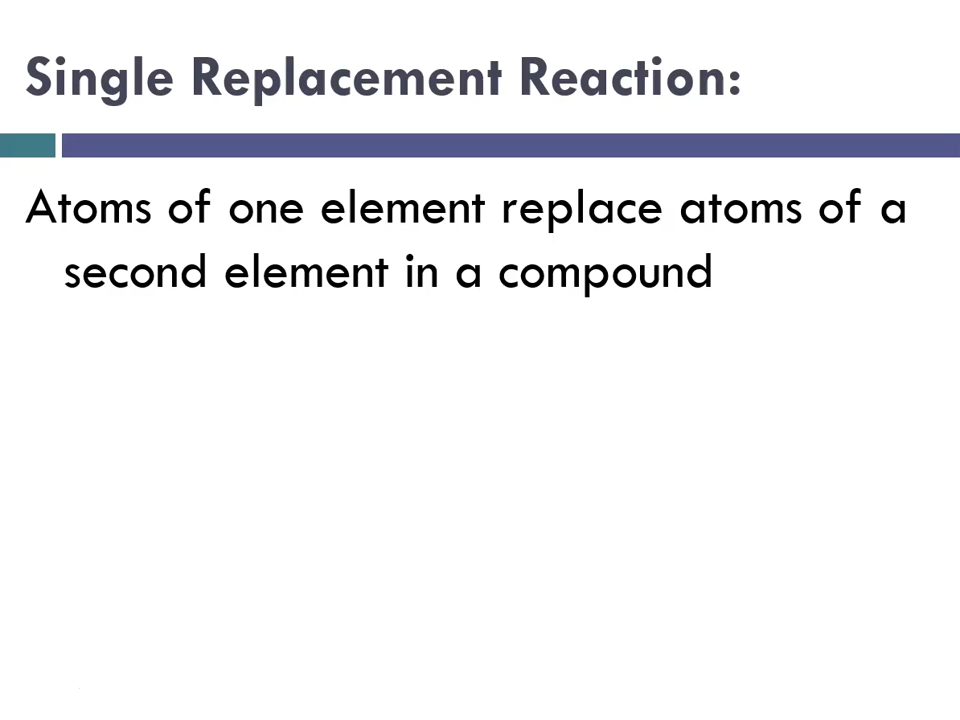 Single Replacement Reaction:
Atoms of one element replace atoms of a
second element in a compound